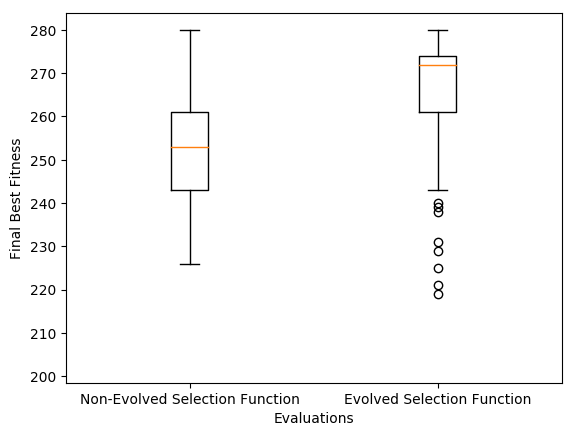 280
270
260
250
240
230
220
210
200
Final Best Fitness
Non-Evolved Selection Function
Evolved Selection Function
Evaluations